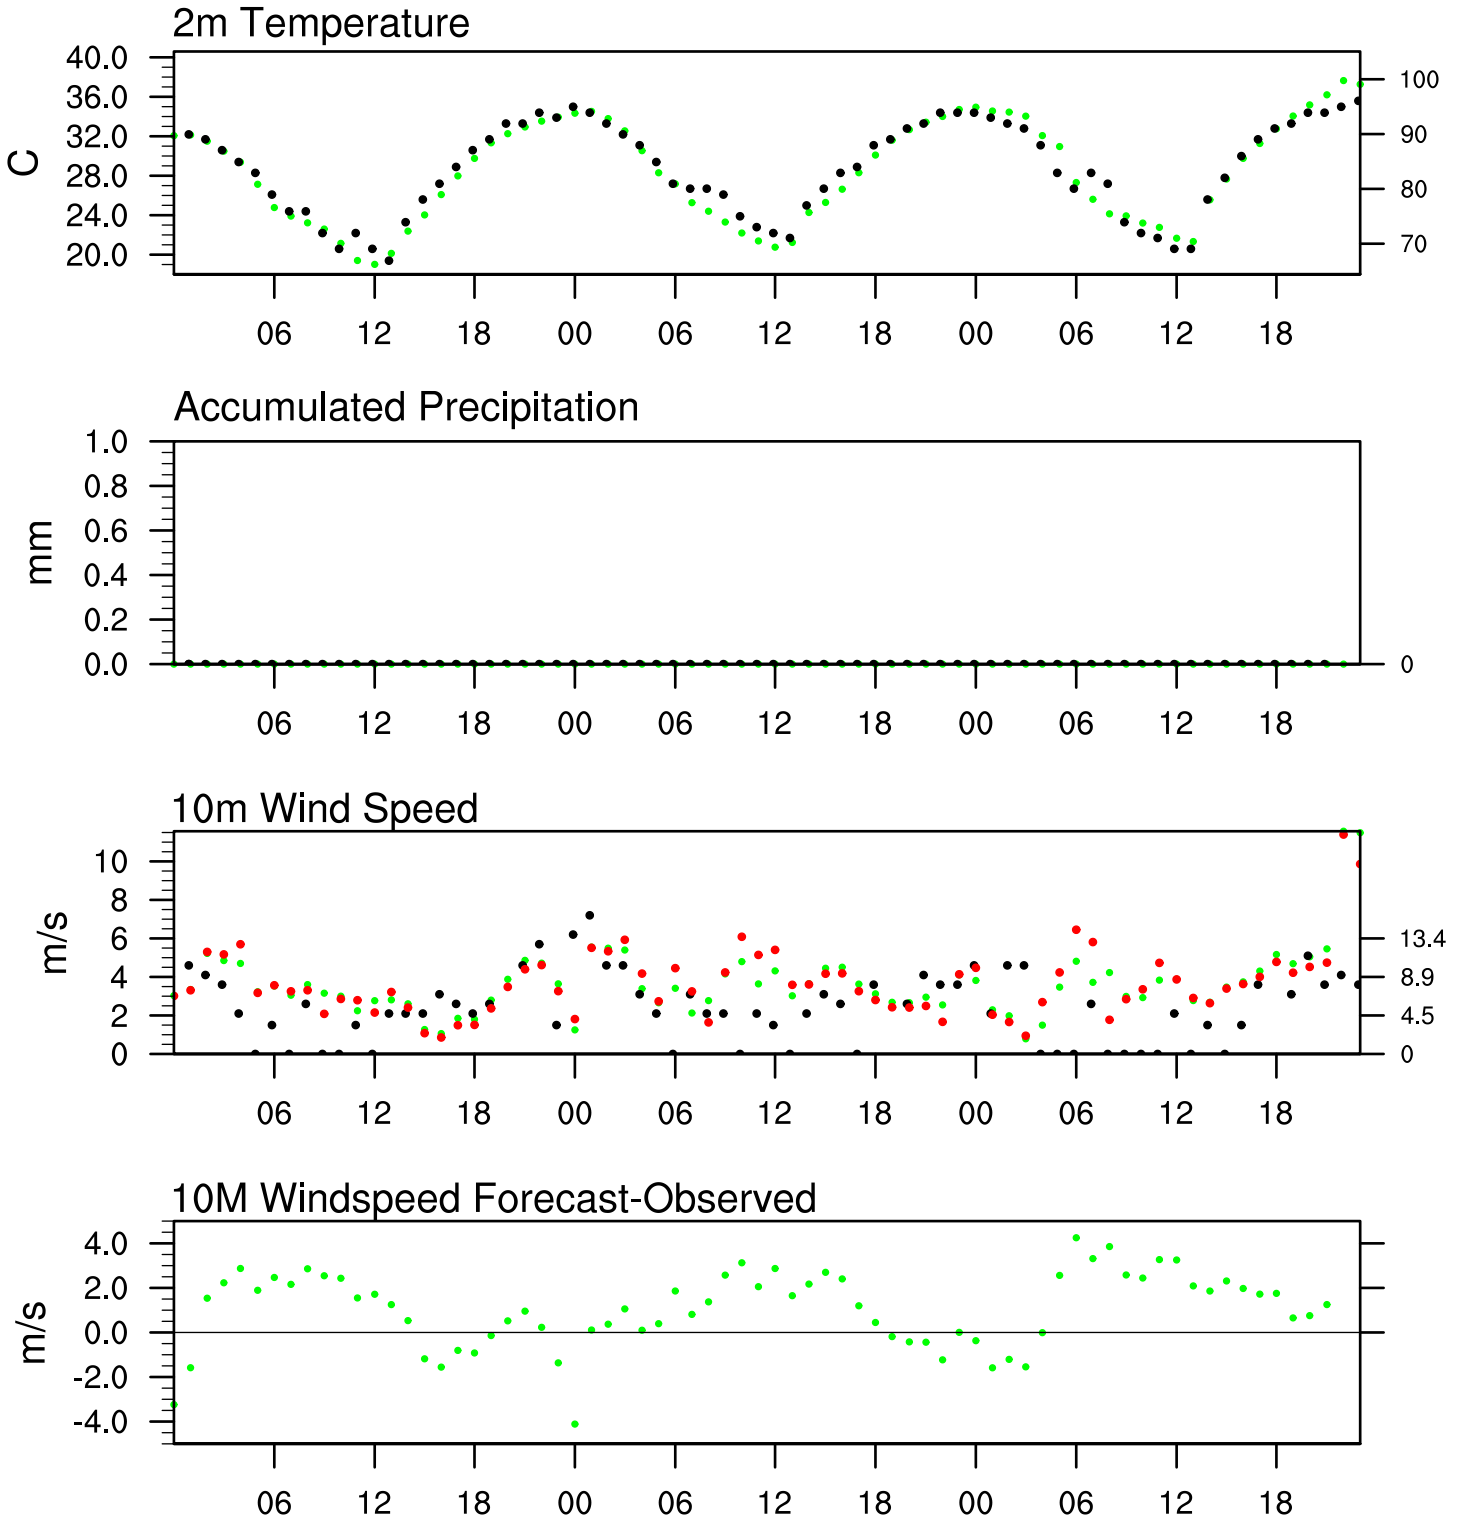 2m Temperature
40.0
36.0
32.0
28.0
24.0
20.0
C
100
90
80
70
06 12 18 00 06 12 18 00 06 12 18
Accumulated Precipitation
1.0
0.8
0.6
0.4
0.2
0.0
mm
0
06 12 18 00 06 12 18 00 06 12 18
10m Wind Speed
10
8
6
4
2
0
m/s
13.4
8.9
4.5
0
06 12 18 00 06 12 18 00 06 12 18
10M Windspeed Forecast-Observed
4.0
2.0
0.0
-2.0
-4.0
m/s
06 12 18 00 06 12 18 00 06 12 18